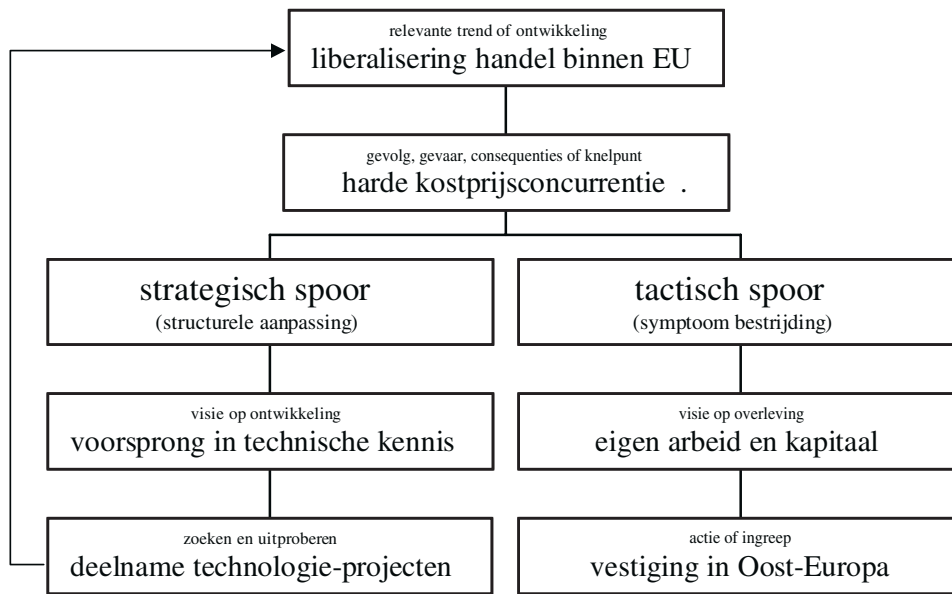 relevante trend of ontwikkeling
liberalisering handel binnen EU
gevolg, gevaar, consequenties of knelpunt
harde kostprijsconcurrentie .
strategisch spoor
(structurele aanpassing)
tactisch spoor
(symptoom bestrijding)
visie op ontwikkeling
voorsprong in technische kennis
visie op overleving
eigen arbeid en kapitaal
zoeken en uitproberen
deelname technologie-projecten
actie of ingreep
vestiging in Oost-Europa